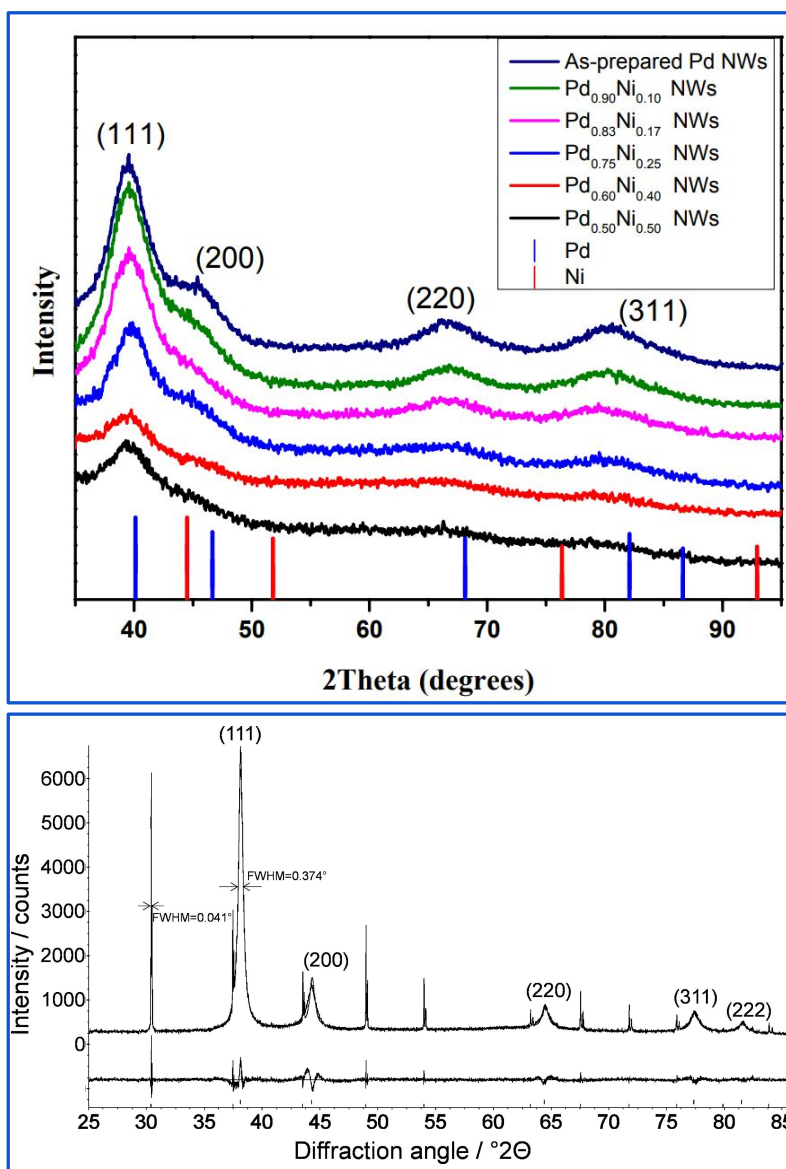 As-prepared Pd NWs
Pd0.90Ni0.10 NWs
Pd0.83Ni0.17 NWs
Pd0.75Ni0.25 NWs
Pd0.60Ni0.40 NWs
Pd0.50Ni0.50 NWs
Pd
Ni
(111)
(200)
(220)
(311)
Intensity
40 50 60 70 80 90
2Theta (degrees)
(111)
6000
5000
4000
FWHM=0.374°
3000
FWHM=0.041°
2000
(200)
1000
(220)
(311)
(222)
0
Intensity / counts
25 30 35 40 45 50 55 60 65 70 75 80 85
Diffraction angle / °2Θ